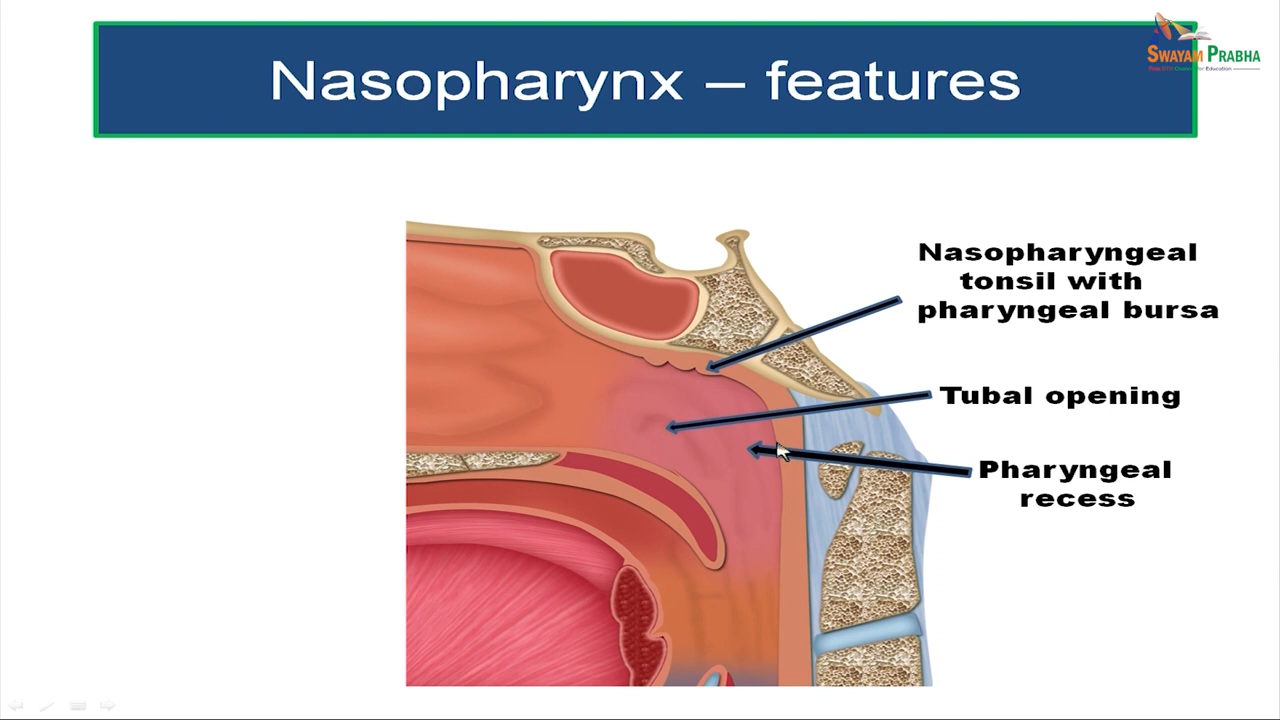 Nasopharynx – features
SWAYAM PRABHA
Nasopharyngeal
tonsil with
pharyngeal bursa
Tubal opening
Pharyngeal
recess